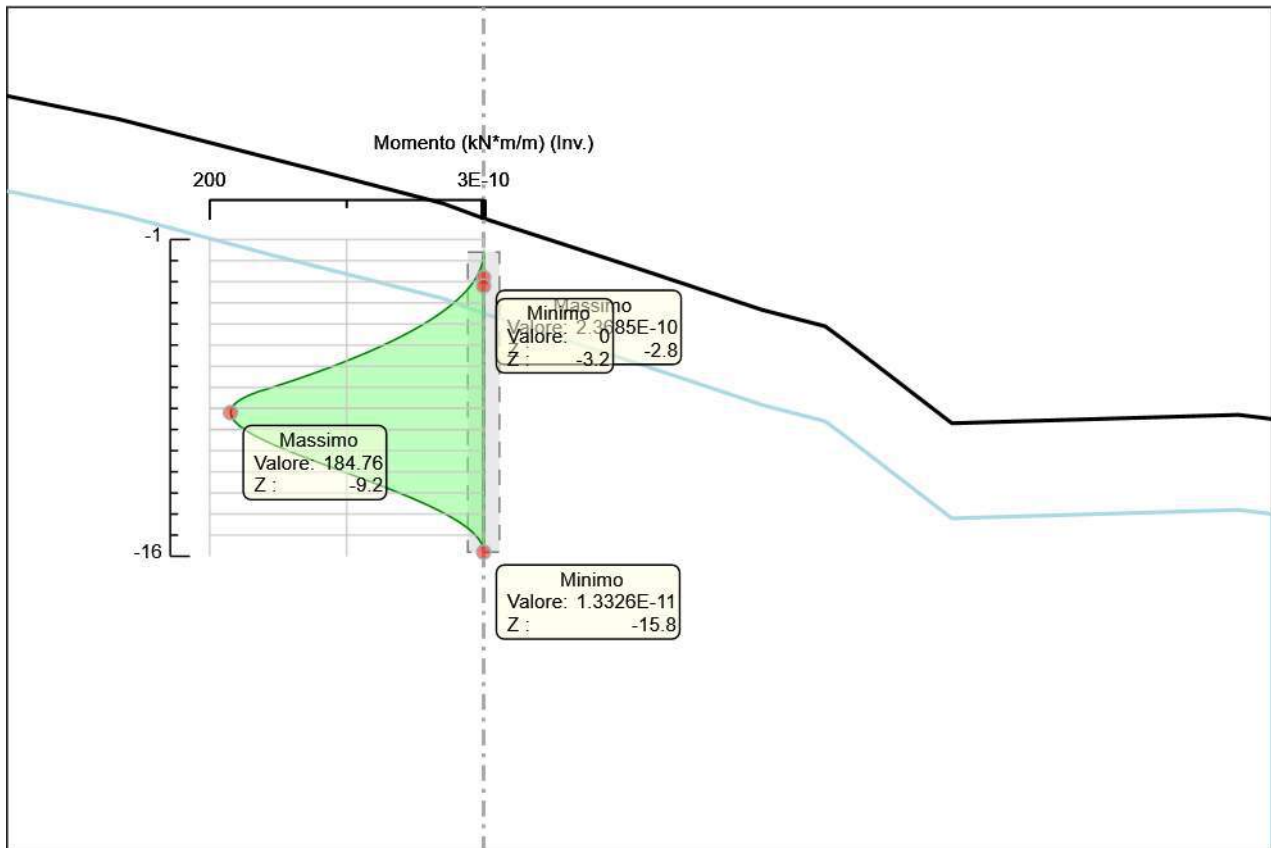 Momento (kN*m/m) (Inv.)
200
3E-10
-1
Massimo
Valore: 2.3685E-10
Z : -2.8
Minimo
Valore: 0
Z : -3.2
Massimo
Valore: 184.76
Z : -9.2
-16
Minimo
Valore: 1.3326E-11
Z : -15.8